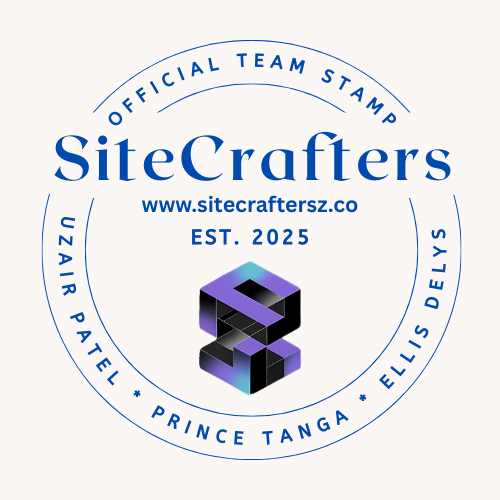 OFFICIAL TEAM STAMP
SiteCrafters
www.sitecraftersz.co
EST. 2025
UZAIR PATEL * PRINCE TANGA * ELLIS DELYS